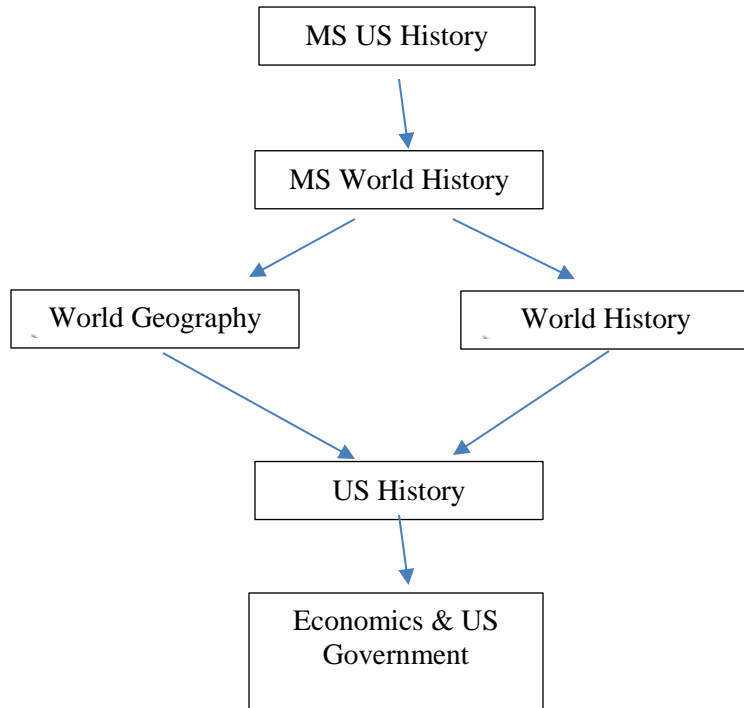 MS US History
MS World History
World Geography
World History
US History
Economics & US
Government